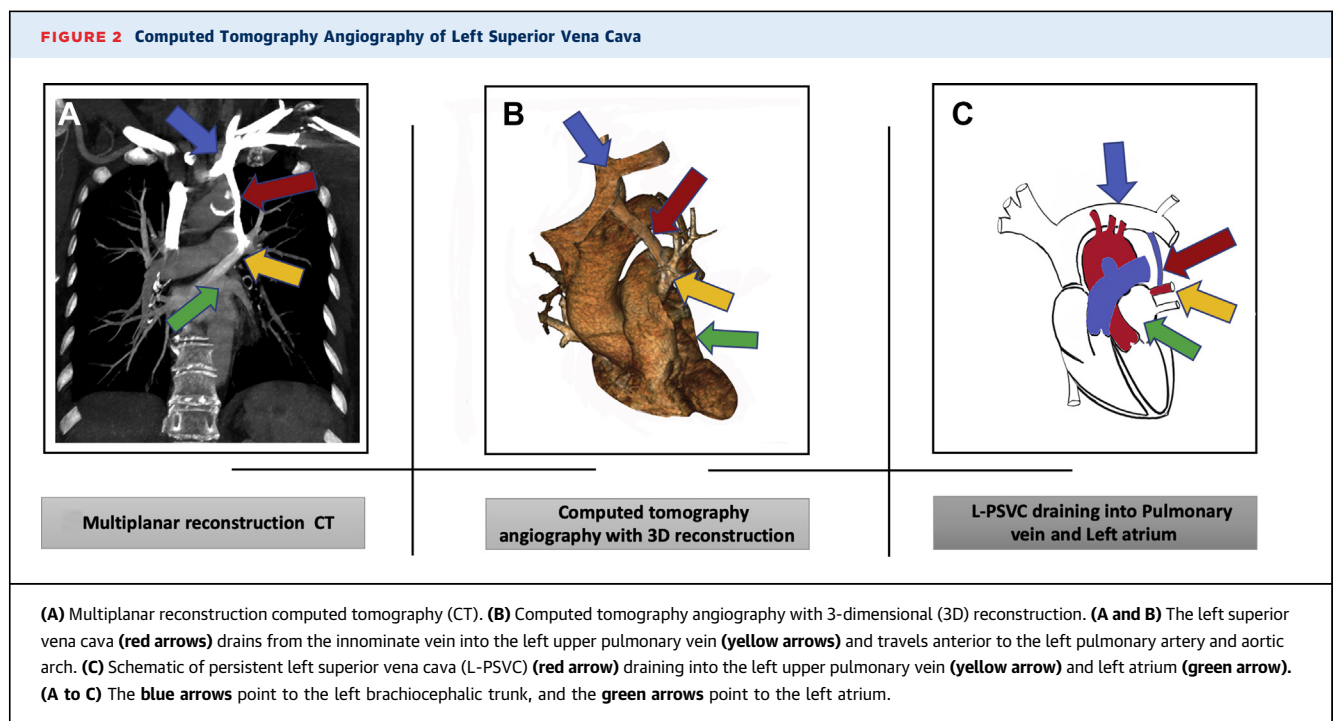 FIGURE 2 Computed Tomography Angiography of Left Superior Vena Cava
A
B
C
Multiplanar reconstruction CT
Computed tomography
angiography with 3D reconstruction
L-PSVC draining into Pulmonary
vein and Left atrium
(A) Multiplanar reconstruction computed tomography (CT). (B) Computed tomography angiography with 3-dimensional (3D) reconstruction. (A and B) The left superior
vena cava (red arrows) drains from the innominate vein into the left upper pulmonary vein (yellow arrows) and travels anterior to the left pulmonary artery and aortic
arch. (C) Schematic of persistent left superior vena cava (L-PSVC) (red arrow) draining into the left upper pulmonary vein (yellow arrow) and left atrium (green arrow).
(A to C) The blue arrows point to the left brachiocephalic trunk, and the green arrows point to the left atrium.